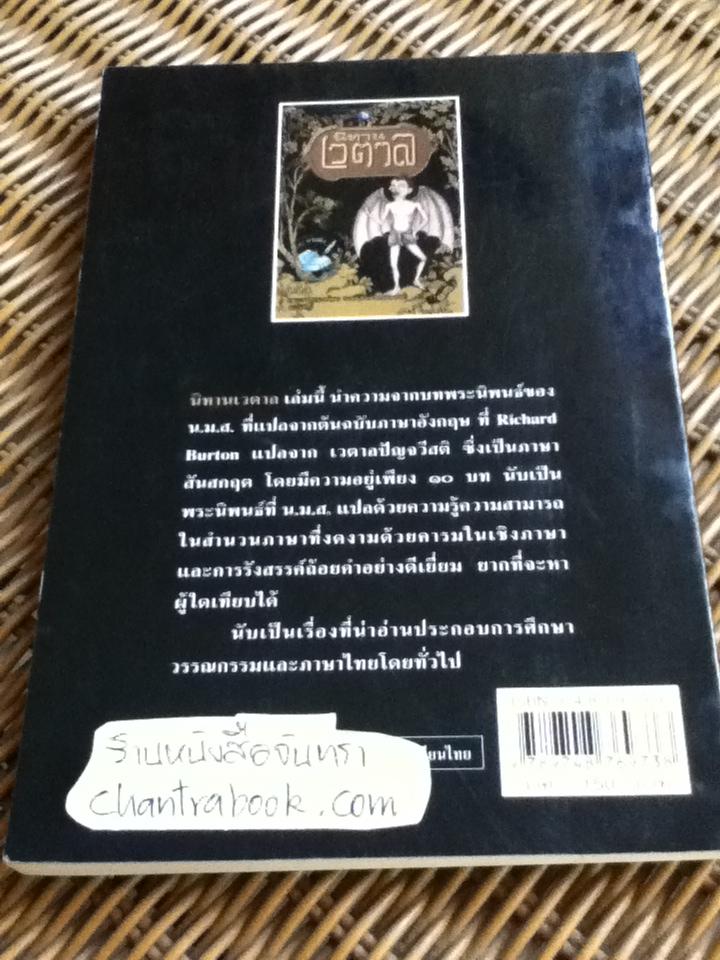 นิทาน
เวตาล
นิทานเวตาล เล่มนี้ นำความจากบทพระนิพนธ์ของ
น.ม.ส. ที่แปลจากต้นฉบับภาษาอังกฤษ ที่ Richard
Burton แปลจาก เวตาลปัญจวีสติ ซึ่งเป็นภาษา
สันสกฤต โดยมีความอยู่เพียง ๑๐ บท นับเป็น
พระนิพนธ์ที่ น.ม.ส. แปลด้วยความรู้ความสามารถ
ในสำนวนภาษาที่งดงามด้วยคารมในเชิงภาษา
และการรังสรรค์ถ้อยคำอย่างดีเยี่ยม ยากที่จะหา
ผู้ใดเทียบได้
นับเป็นเรื่องที่น่าอ่านประกอบการศึกษา
วรรณกรรมและภาษาไทยโดยทั่วไป
ISBN
ร้านหนังสือจันทรา
chantrabook.com